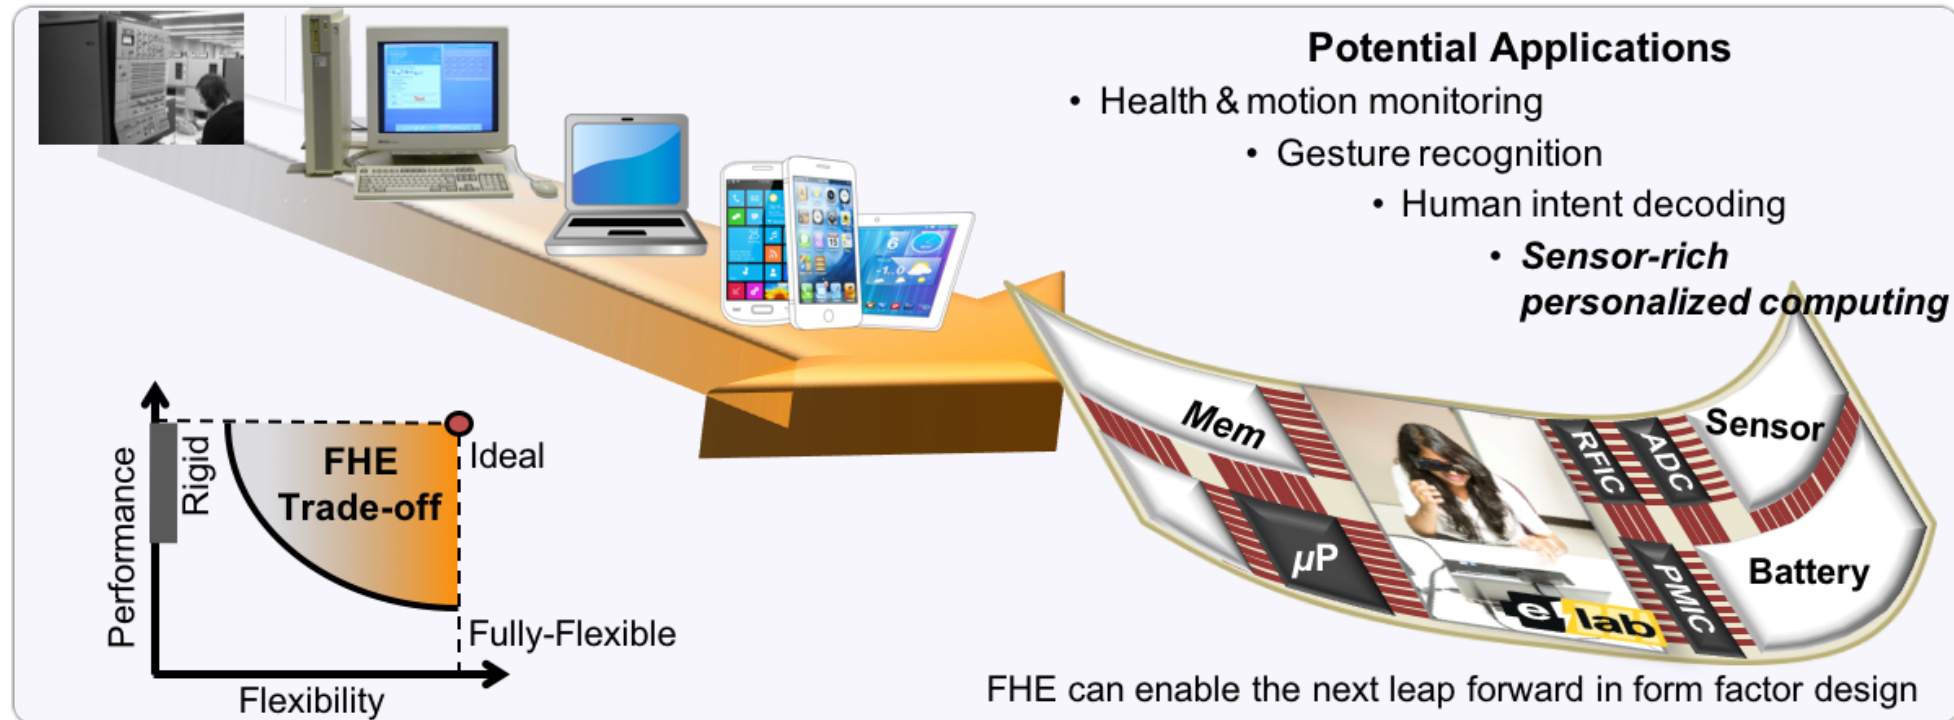 Potential Applications
• Health & motion monitoring
• Gesture recognition
• Human intent decoding
• Sensor-rich
personalized computing
Performance
Rigid
FHE
Trade-off
Ideal
Fully-Flexible
Flexibility
Mem
μP
RFIC
ADC
Sensor
PMIC
Battery
e lab
FHE can enable the next leap forward in form factor design